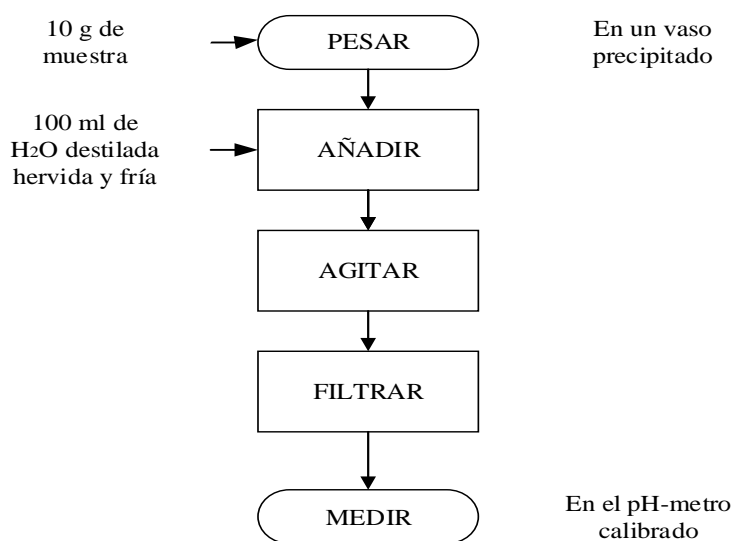 10 g de
muestra
PESAR
En un vaso
precipitado
100 ml de
H2O destilada
hervida y fría
AÑADIR
AGITAR
FILTRAR
MEDIR
En el pH-metro
calibrado